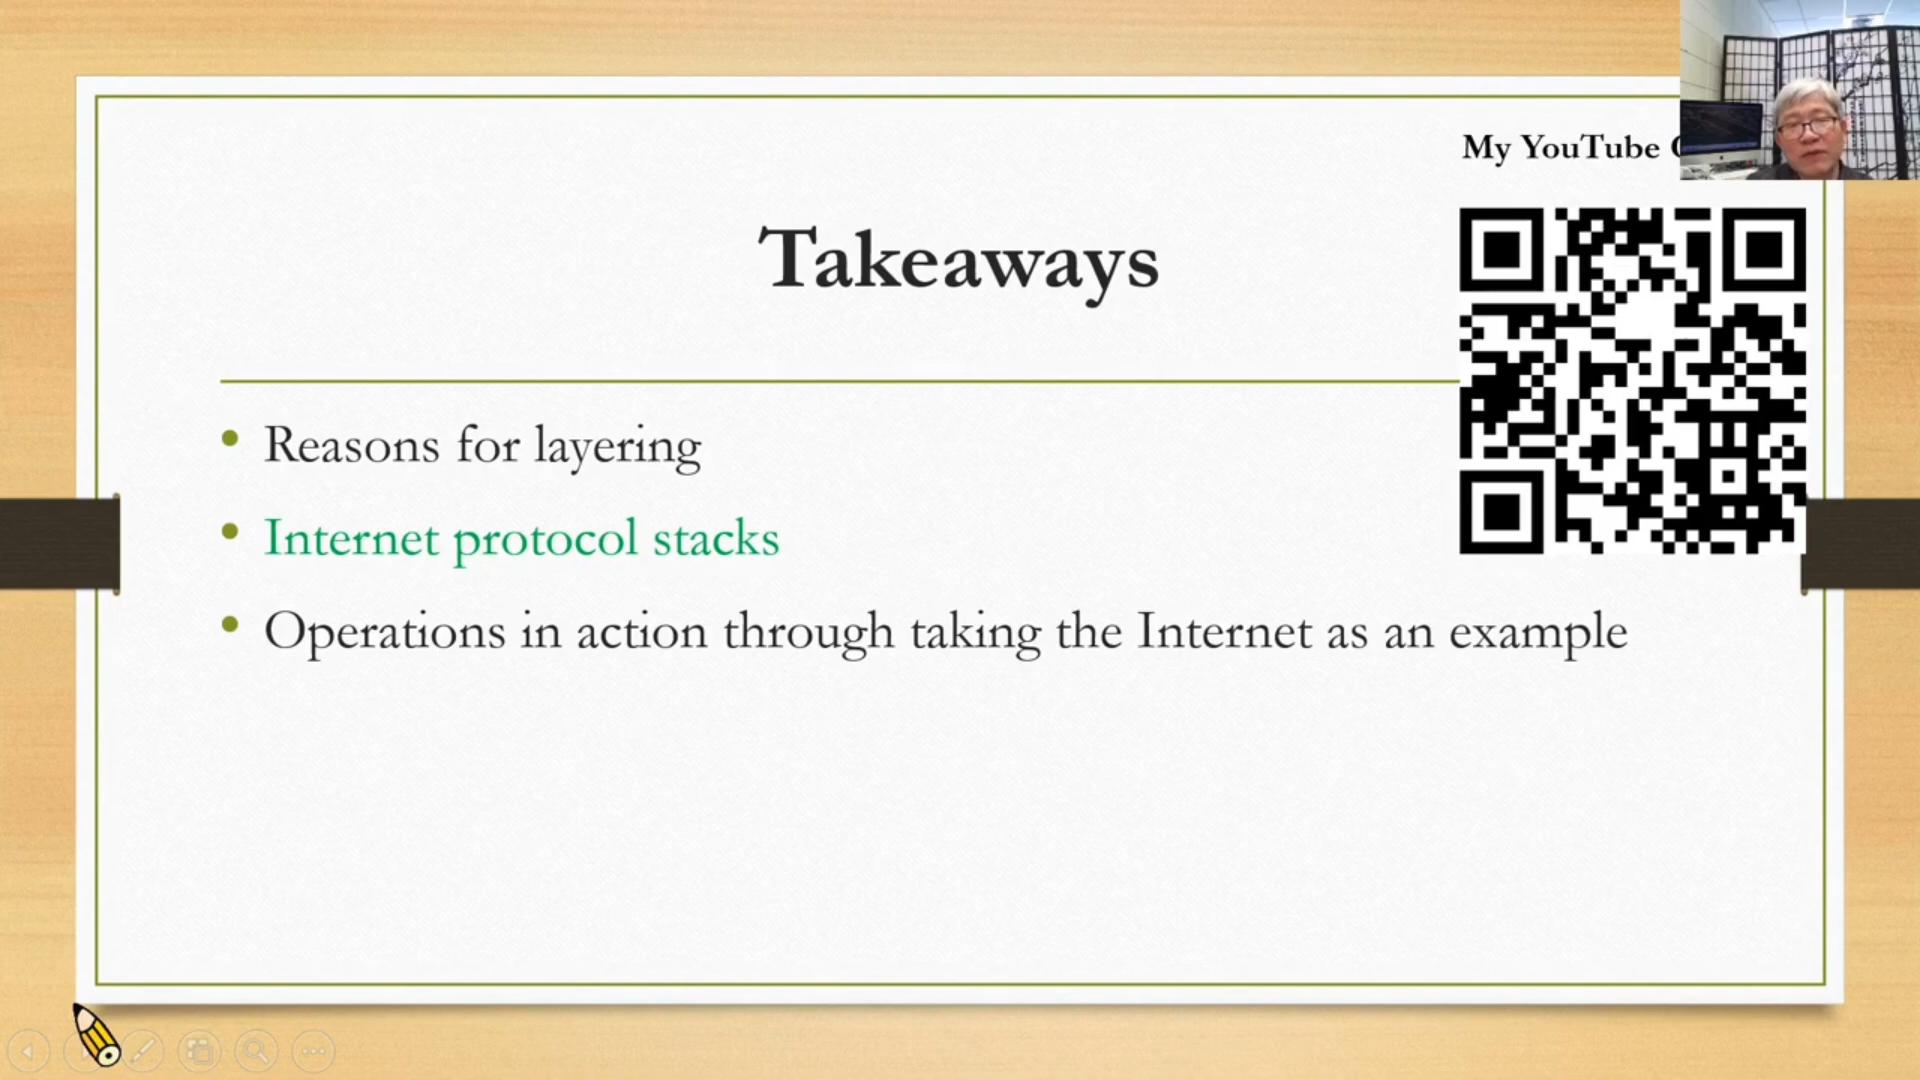 My YouTube
Takeaways
Reasons for layering
Internet protocol stacks
Operations in action through taking the Internet as an example